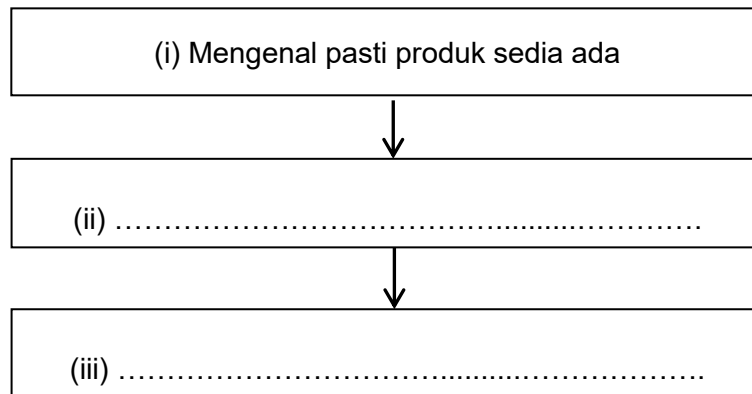 (i) Mengenal pasti produk sedia ada
(ii) …………………………………………..........………….
(iii) ………………………………........…………………….